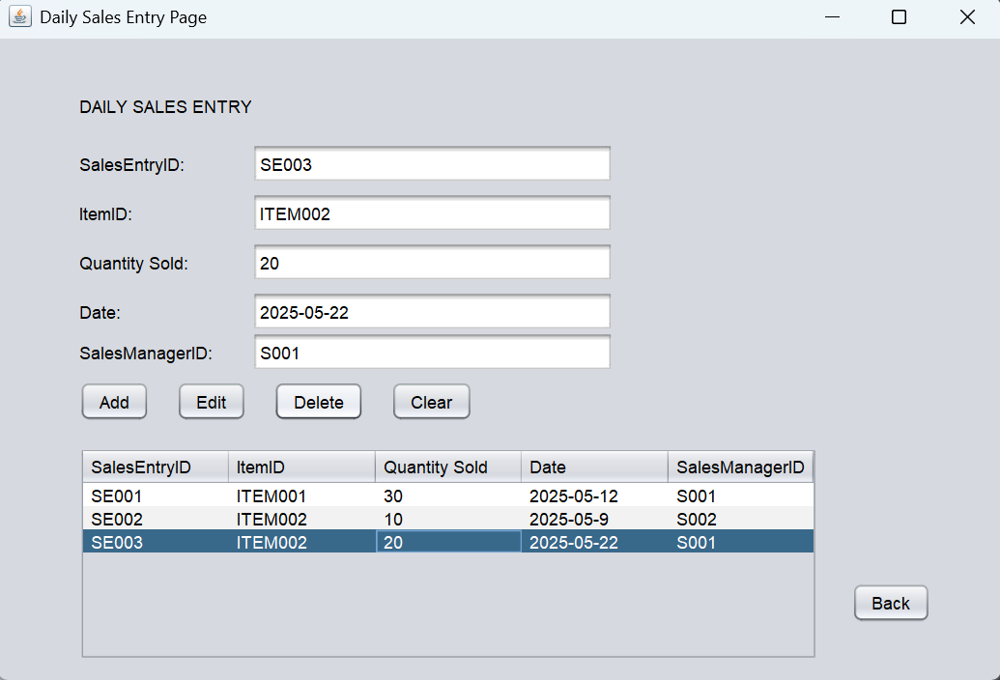 Daily Sales Entry Page
DAILY SALES ENTRY
SalesEntryID: SE003
ItemID: ITEM002
Quantity Sold: 20
Date: 2025-05-22
SalesManagerID: S001
Add Edit Delete Clear
SalesEntryID ItemID Quantity Sold Date SalesManagerID
SE001 ITEM001 30 2025-05-12 S001
SE002 ITEM002 10 2025-05-9 S002
SE003 ITEM002 20 2025-05-22 S001
Back